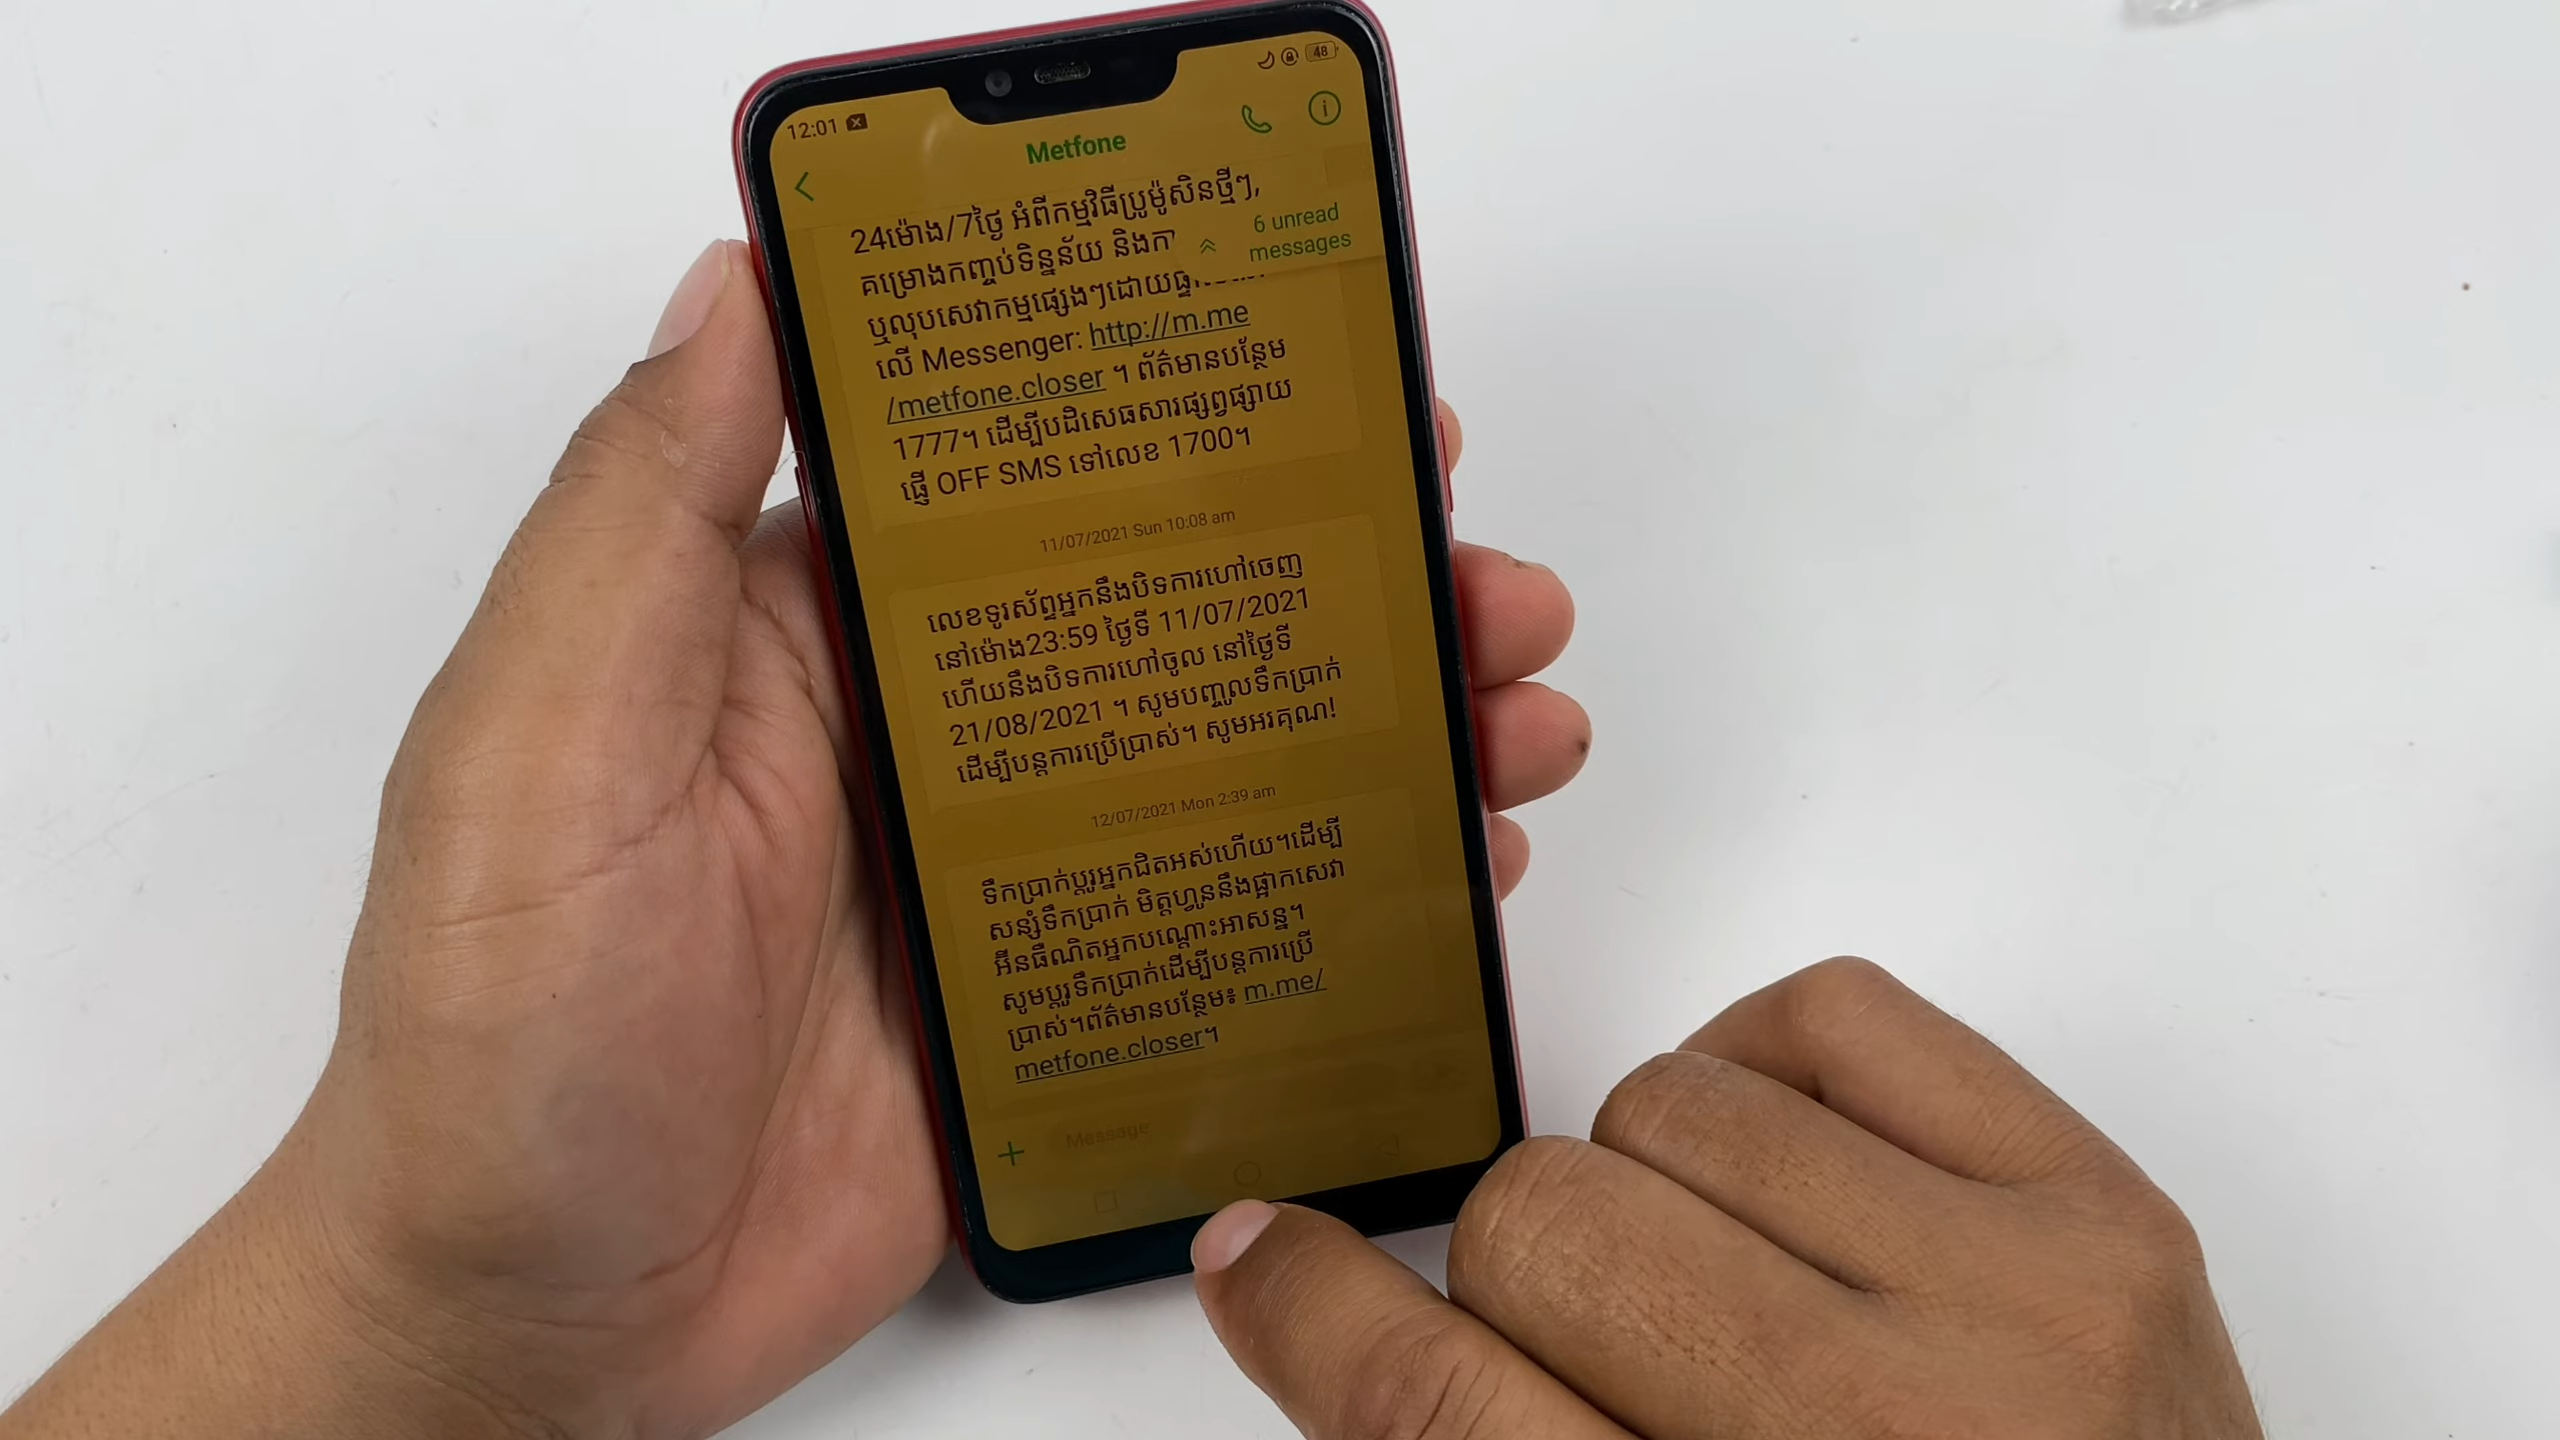 12:01
48
Metfone
6 unread
messages
24ម៉ោង/7ថ្ងៃ អំពីកម្មវិធីប្រូម៉ូសិនថ្មីៗ,
គម្រោងកញ្ចប់ទិន្នន័យ និងកា
ឬលុបសេវាកម្មផ្សេងៗដោយផ្ទា
លើ Messenger: http://m.me
/metfone.closer ។ ព័ត៌មានបន្ថែម
1777។ ដើម្បីបដិសេធសារផ្សព្វផ្សាយ
ផ្ញើ OFF SMS ទៅលេខ 1700។
11/07/2021 Sun 10:08 am
លេខទូរស័ព្ទអ្នកនឹងបិទការហៅចេញ
នៅម៉ោង23:59 ថ្ងៃទី 11/07/2021
ហើយនឹងបិទការហៅចូល នៅថ្ងៃទី
21/08/2021 ។ សូមបញ្ចូលទឹកប្រាក់
ដើម្បីបន្តការប្រើប្រាស់។ សូមអរគុណ!
12/07/2021 Mon 2:39 am
ទឹកប្រាក់ប្តូរអ្នកជិតអស់ហើយ។ដើម្បី
សន្សំទឹកប្រាក់ មិត្តហ្វូននឹងផ្អាកសេវា
អ៊ីនធឺណិតអ្នកបណ្តោះអាសន្ន។
សូមប្តូរទឹកប្រាក់ដើម្បីបន្តការប្រើ
ប្រាស់។ព័ត៌មានបន្ថែម៖ m.me/
metfone.closer។
Message